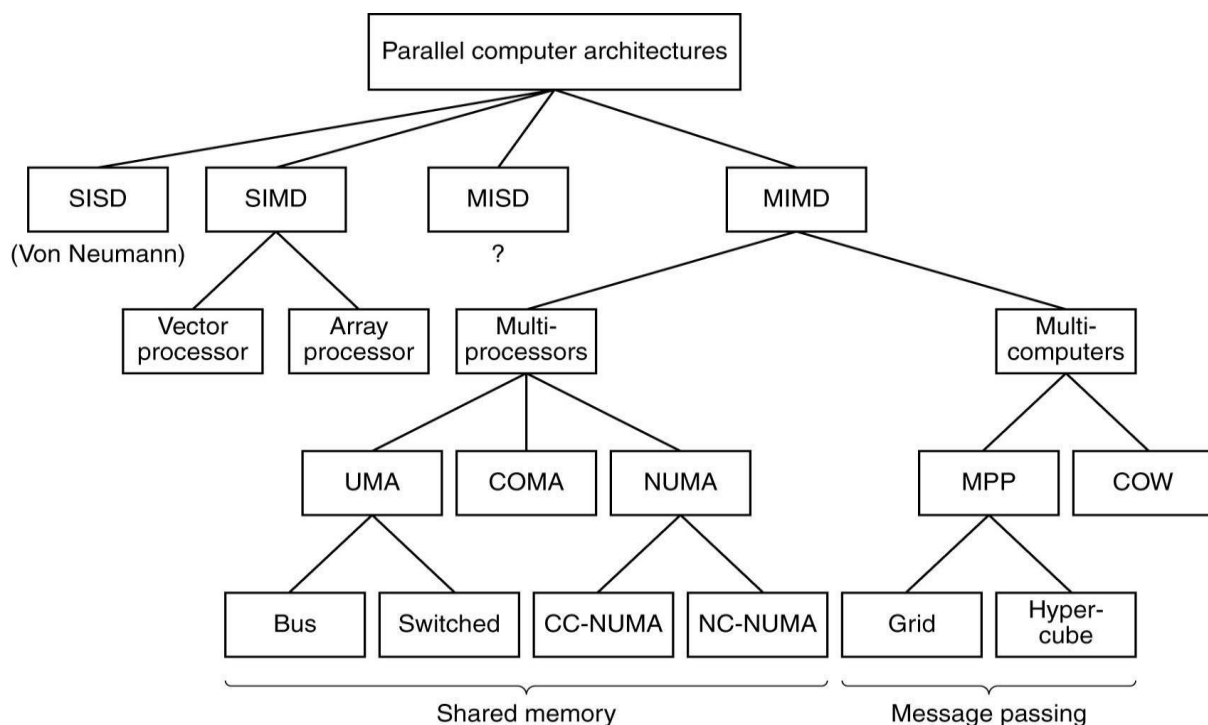 Parallel computer architectures
SISD
SIMD
MISD
MIMD
(Von Neumann)
?
Vector
processor
Array
processor
Multi-
processors
Multi-
computers
UMA
COMA
NUMA
MPP
COW
Bus
Switched
CC-NUMA
NC-NUMA
Grid
Hyper-
cube
Shared memory
Message passing